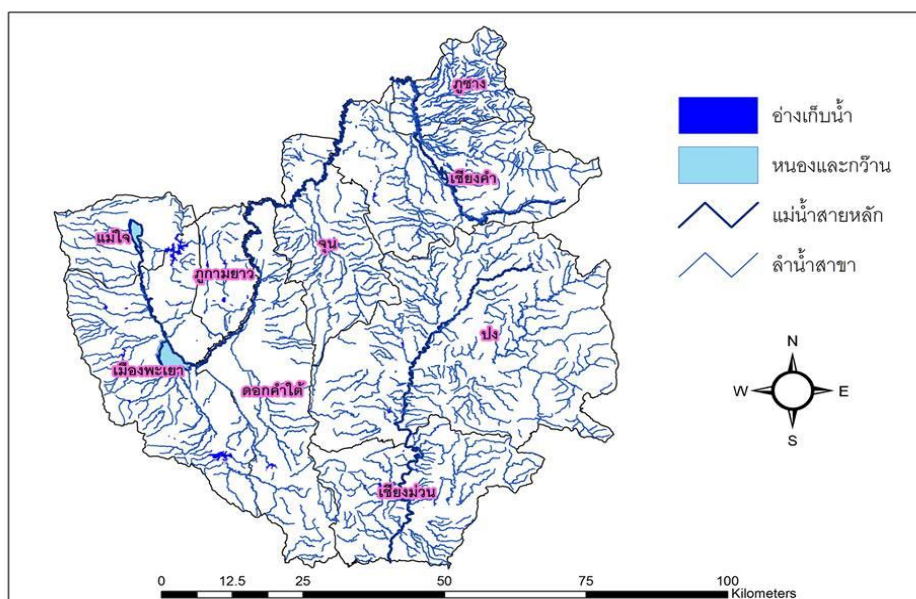 ภูซาง
เชียงคำ
แม่ใจ
จุน
ภูกามยาว
ปง
เมืองพะเยา
ดอกคำใต้
เชียงม่วน
อ่างเก็บน้ำ
หนองและกว๊าน
แม่น้ำสายหลัก
ลำน้ำสาขา
N
W E
S
0 12.5 25 50 75 100
Kilometers